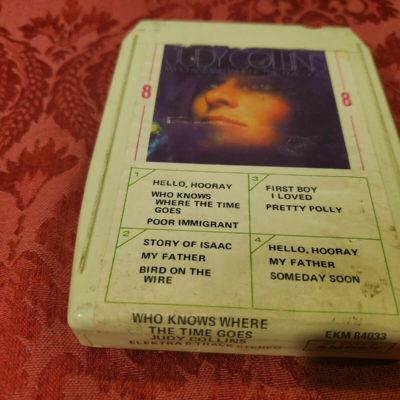 JUDY COLLINS
8
8
1
HELLO, HOORAY
WHO KNOWS
WHERE THE TIME
GOES
POOR IMMIGRANT
3
FIRST BOY
I LOVED
PRETTY POLLY
2
STORY OF ISAAC
MY FATHER
BIRD ON THE
WIRE
4
HELLO, HOORAY
MY FATHER
SOMEDAY SOON
WHO KNOWS WHERE
THE TIME GOES
JUDY COLLINS
ELEKTRA 8-TRACK STEREO
EKM 84033